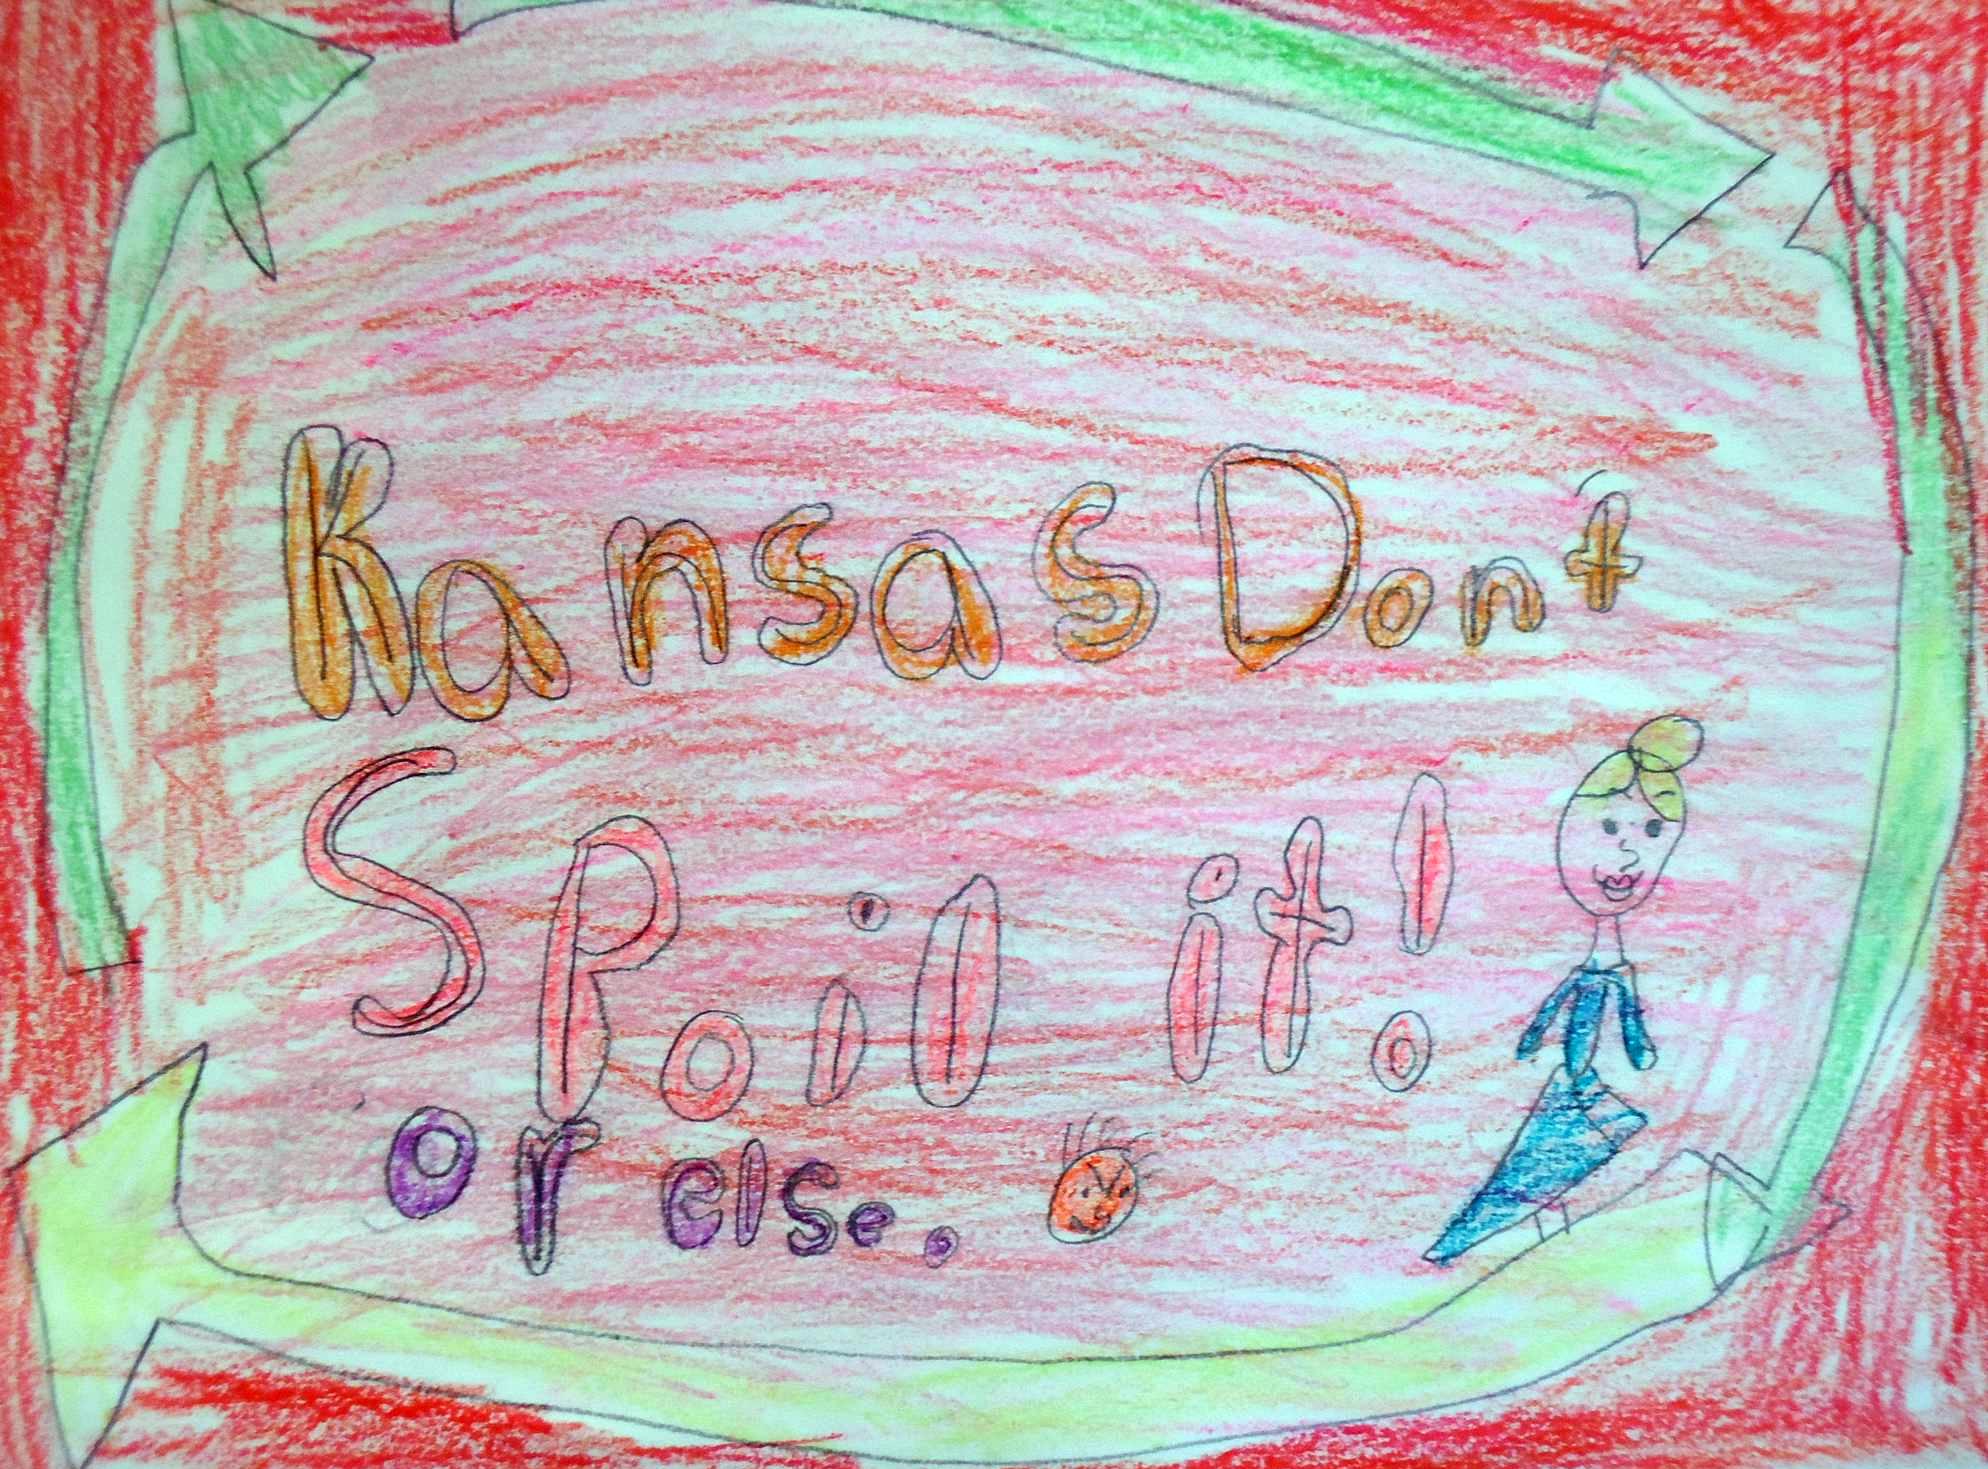 Kansas Dont
Spoil it!
or else.